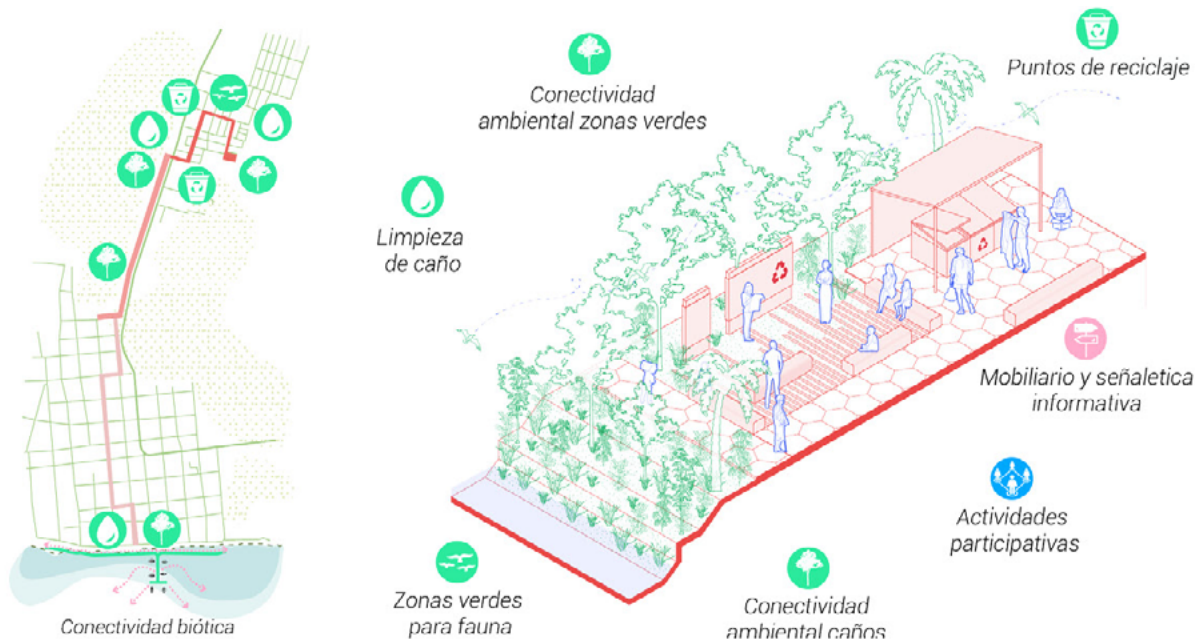 Puntos de reciclaje
Conectividad
ambiental zonas verdes
Limpieza
de caño
Mobiliario y señaletica
informativa
Actividades
participativas
Zonas verdes
para fauna
Conectividad
ambiental caños
Conectividad biótica